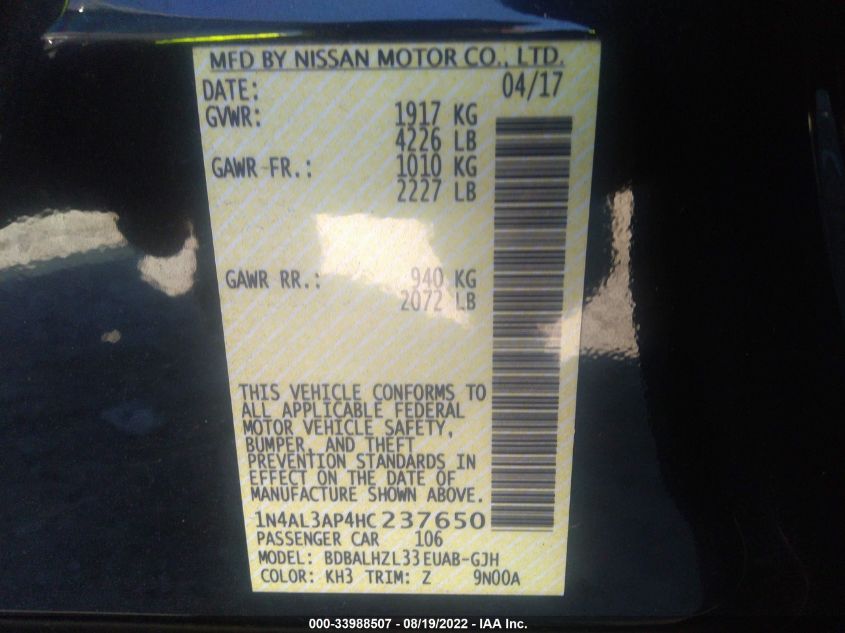 MFD BY NISSAN MOTOR CO., LTD.
DATE: 04/17
GVWR: 1917 KG
4226 LB
GAWR-FR.: 1010 KG
2227 LB
GAWR RR.: 940 KG
2072 LB
THIS VEHICLE CONFORMS TO
ALL APPLICABLE FEDERAL
MOTOR VEHICLE SAFETY,
BUMPER, AND THEFT
PREVENTION STANDARDS IN
EFFECT ON THE DATE OF
MANUFACTURE SHOWN ABOVE.
1N4AL3AP4HC237650
PASSENGER CAR 106
MODEL: BDBALHZL33EUAB-GJH
COLOR: KH3 TRIM: Z 9N00A
000-33988507 - 08/19/2022 - IAA Inc.